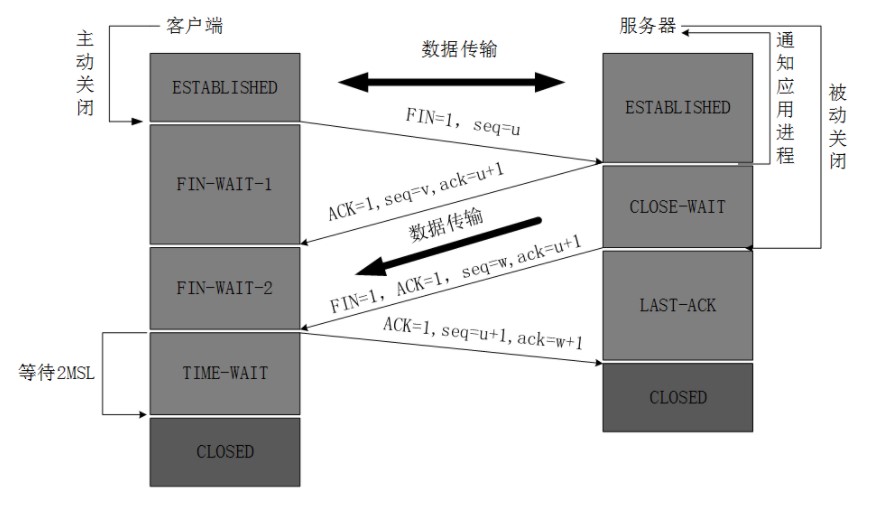 客户端
服务器
主动关闭
数据传输
通知应用进程
被动关闭
ESTABLISHED
ESTABLISHED
FIN=1, seq=u
FIN-WAIT-1
ACK=1,seq=v,ack=u+1
CLOSE-WAIT
数据传输
FIN-WAIT-2
FIN=1, ACK=1, seq=w,ack=u+1
LAST-ACK
ACK=1,seq=u+1,ack=w+1
等待2MSL
TIME-WAIT
CLOSED
CLOSED